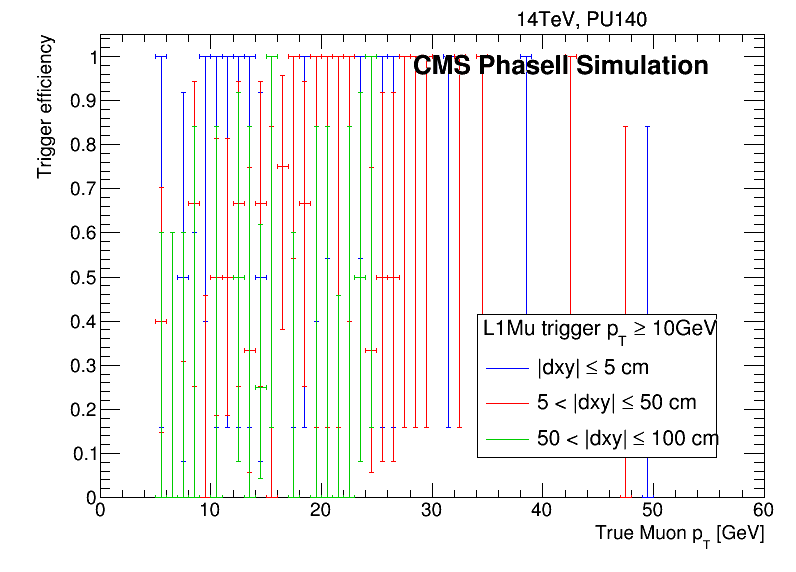 14TeV, PU140
CMS PhaseII Simulation
Trigger efficiency
1
0.9
0.8
0.7
0.6
0.5
0.4
0.3
0.2
0.1
0
L1Mu trigger p_T ≥ 10GeV
|dxy| ≤ 5 cm
5 < |dxy| ≤ 50 cm
50 < |dxy| ≤ 100 cm
0 10 20 30 40 50 60
True Muon p_T [GeV]